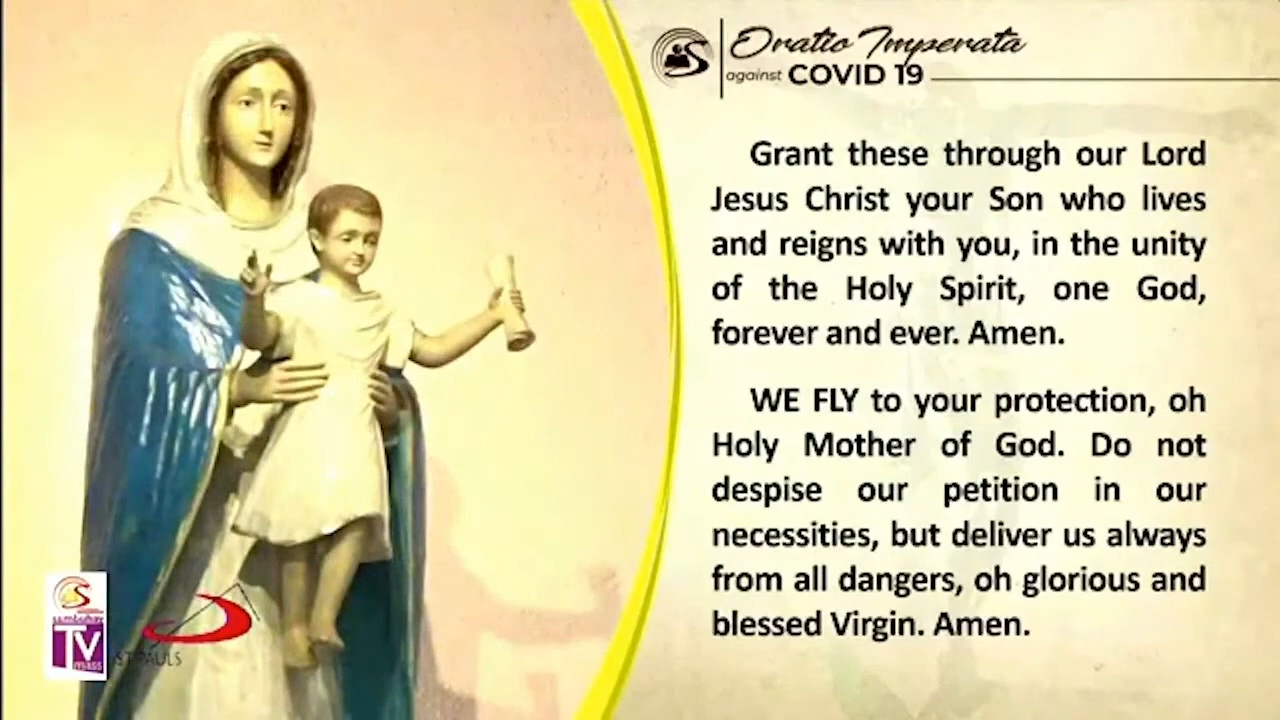 Oratio Imperata
against COVID 19
Grant these through our Lord
Jesus Christ your Son who lives
and reigns with you, in the unity
of the Holy Spirit, one God,
forever and ever. Amen.
WE FLY to your protection, oh
Holy Mother of God. Do not
despise our petition in our
necessities, but deliver us always
from all dangers, oh glorious and
blessed Virgin. Amen.
sambuhay
TV
mass
ST PAULS